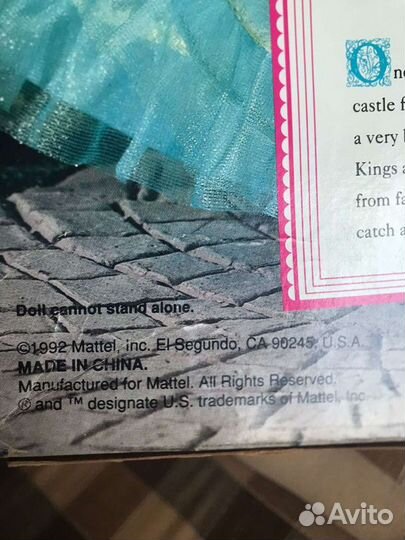 O n
castle f
a very b
Kings a
from fa
catch a
Doll cannot stand alone.
©1992 Mattel, Inc. El Segundo, CA 90245, U.S.A.
MADE IN CHINA.
Manufactured for Mattel. All Rights Reserved.
® and ™ designate U.S. trademarks of Mattel, Inc.
Avito